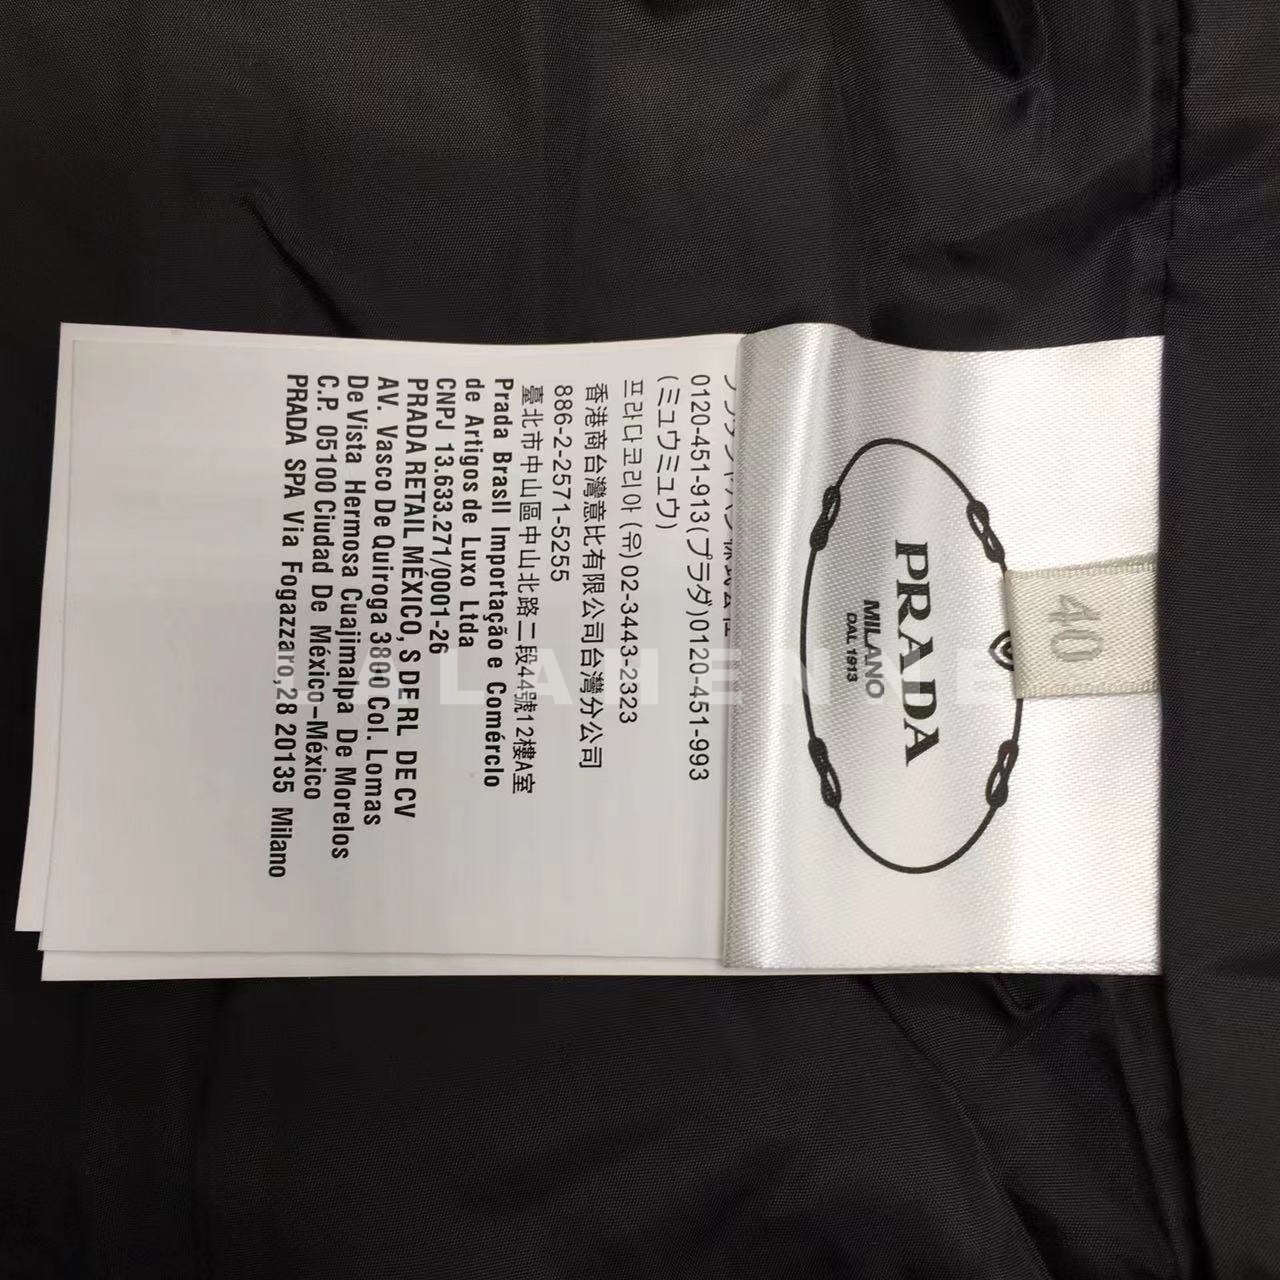 40
PRADA
MILANO
DAL 1913
0120-451-913(プラダ)0120-451-993
(ミュウミュウ)
프라다코리아(유)02-3443-2323
香港商台灣意比有限公司台灣分公司
886-2-2571-5255
臺北市中山區中山北路二段44號12樓A室
Prada Brasil Importação e Comércio
de Artigos de Luxo Ltda
CNPJ 13.633.271/0001-26
PRADA RETAIL MÉXICO, S DE RL DE CV
AV. Vasco De Quiroga 3800 Col. Lomas
De Vista Hermosa Cuajimalpa De Morelos
C.P. 05100 Ciudad De México-México
PRADA SPA Via Fogazzaro,28 20135 Milano